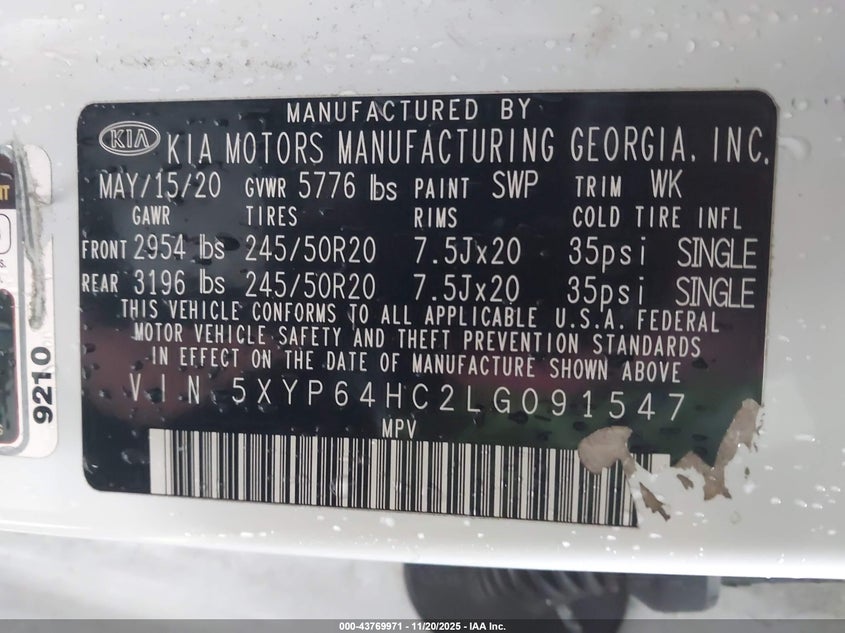 MANUFACTURED BY
KIA KIA MOTORS MANUFACTURING GEORGIA, INC.
MAY/15/20 GVWR 5776 lbs PAINT SWP TRIM WK
GAWR TIRES RIMS COLD TIRE INFL
FRONT 2954 lbs 245/50R20 7.5Jx20 35psi SINGLE
REAR 3196 lbs 245/50R20 7.5Jx20 35psi SINGLE
THIS VEHICLE CONFORMS TO ALL APPLICABLE U.S.A. FEDERAL
MOTOR VEHICLE SAFETY AND THEFT PREVENTION STANDARDS
IN EFFECT ON THE DATE OF MANUFACTURE SHOWN ABOVE
VIN 5XYP64HC2LG091547
MPV
9210
000-43769971 - 11/20/2025 - IAA Inc.